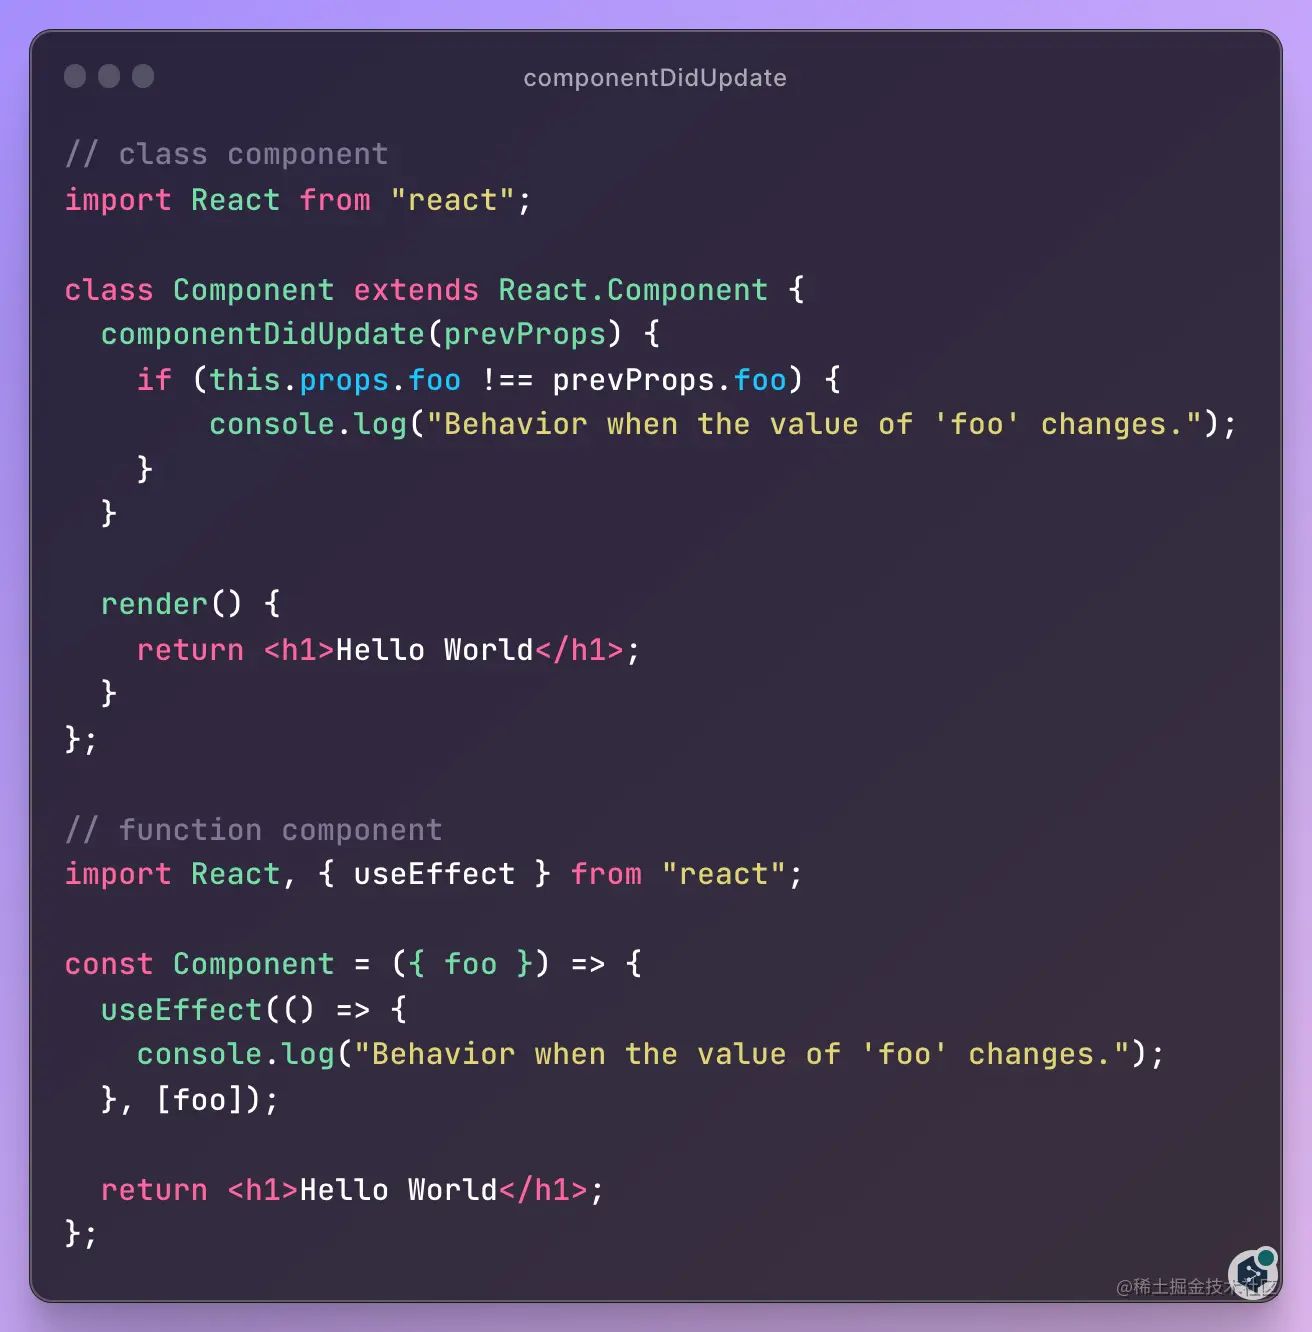 componentDidUpdate
// class component
import React from "react";
class Component extends React.Component {
componentDidUpdate(prevProps) {
if (this.props.foo !== prevProps.foo) {
console.log("Behavior when the value of 'foo' changes.");
}
}
render() {
return <h1>Hello World</h1>;
}
};
// function component
import React, { useEffect } from "react";
const Component = ({ foo }) => {
useEffect(() => {
console.log("Behavior when the value of 'foo' changes.");
}, [foo]);
return <h1>Hello World</h1>;
};
@稀土掘金技术社区